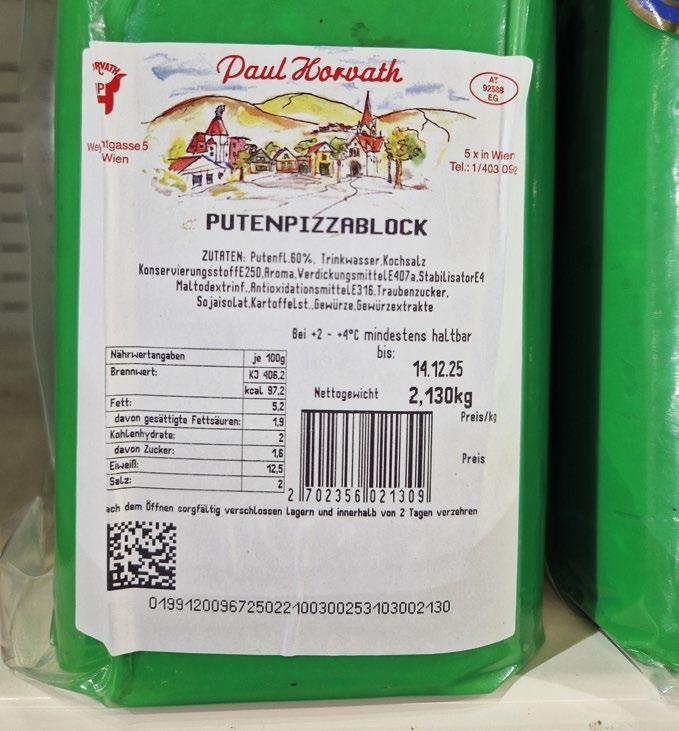 Paul Horvath
AT
92588
EG
5 x in Wien
Wien
PUTENPIZZABLOCK
ZUTATEN: Putenfl.60%, Trinkwasser,Kochsalz
KonservierungsstoffE250,Aroma,VerdickungsmittelE407a,StabilisatorE4
Maltodextrinf.,AntioxidationsmittelE316,Traubenzucker,
Sojaisolat,Kartoffelst.,Gewürze,Gewürzextrakte
Bei +2 - +4°C mindestens haltbar
bis:
14.12.25
Nettogewicht 2,130kg
Preis/kg
Preis
Nährwertangaben je 100g
Brennwert: KJ 406,2
kcal 97,2
Fett: 5,2
davon gesättigte Fettsäuren: 1,9
Kohlenhydrate: 2
davon Zucker: 1,6
Eiweiß: 12,5
Salz: 2
2 702356 021309
ach dem Öffnen sorgfältig verschlossen lagern und innerhalb von 2 Tagen verzehren
0199120096725022100300253103002130